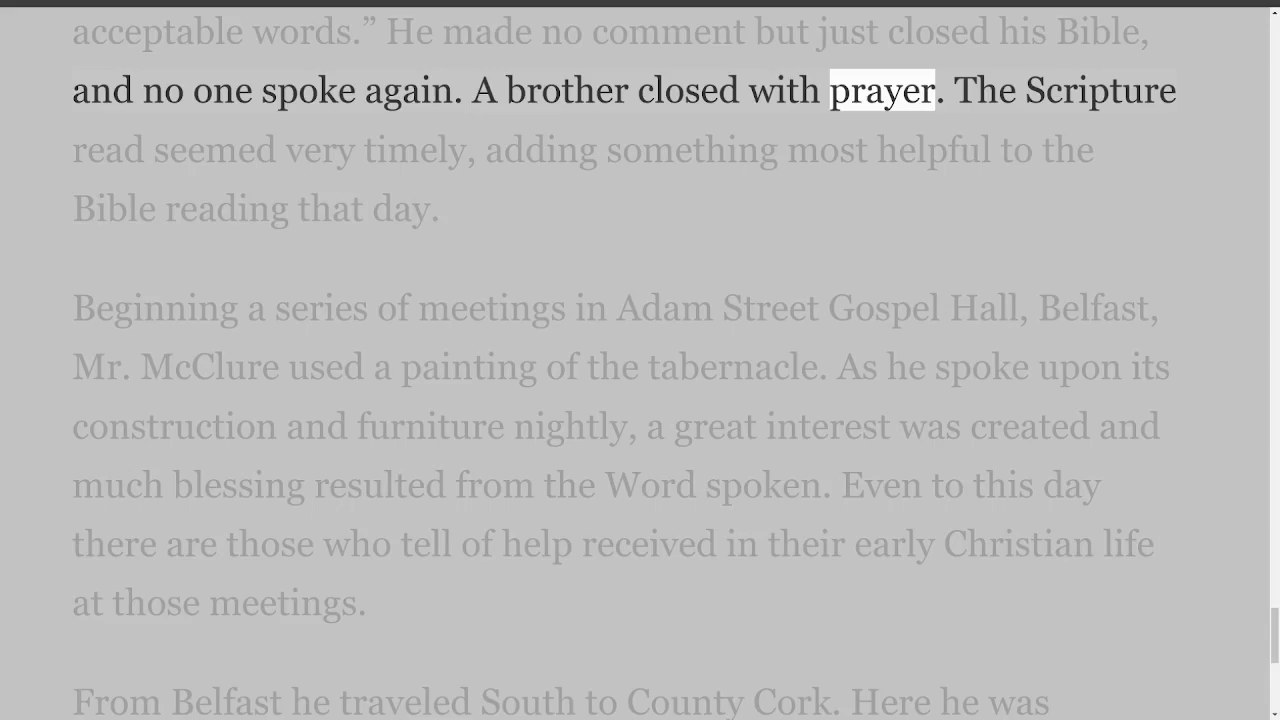 acceptable words.” He made no comment but just closed his Bible,
and no one spoke again. A brother closed with prayer. The Scripture
read seemed very timely, adding something most helpful to the
Bible reading that day.
Beginning a series of meetings in Adam Street Gospel Hall, Belfast,
Mr. McClure used a painting of the tabernacle. As he spoke upon its
construction and furniture nightly, a great interest was created and
much blessing resulted from the Word spoken. Even to this day
there are those who tell of help received in their early Christian life
at those meetings.
From Belfast he traveled South to County Cork. Here he was